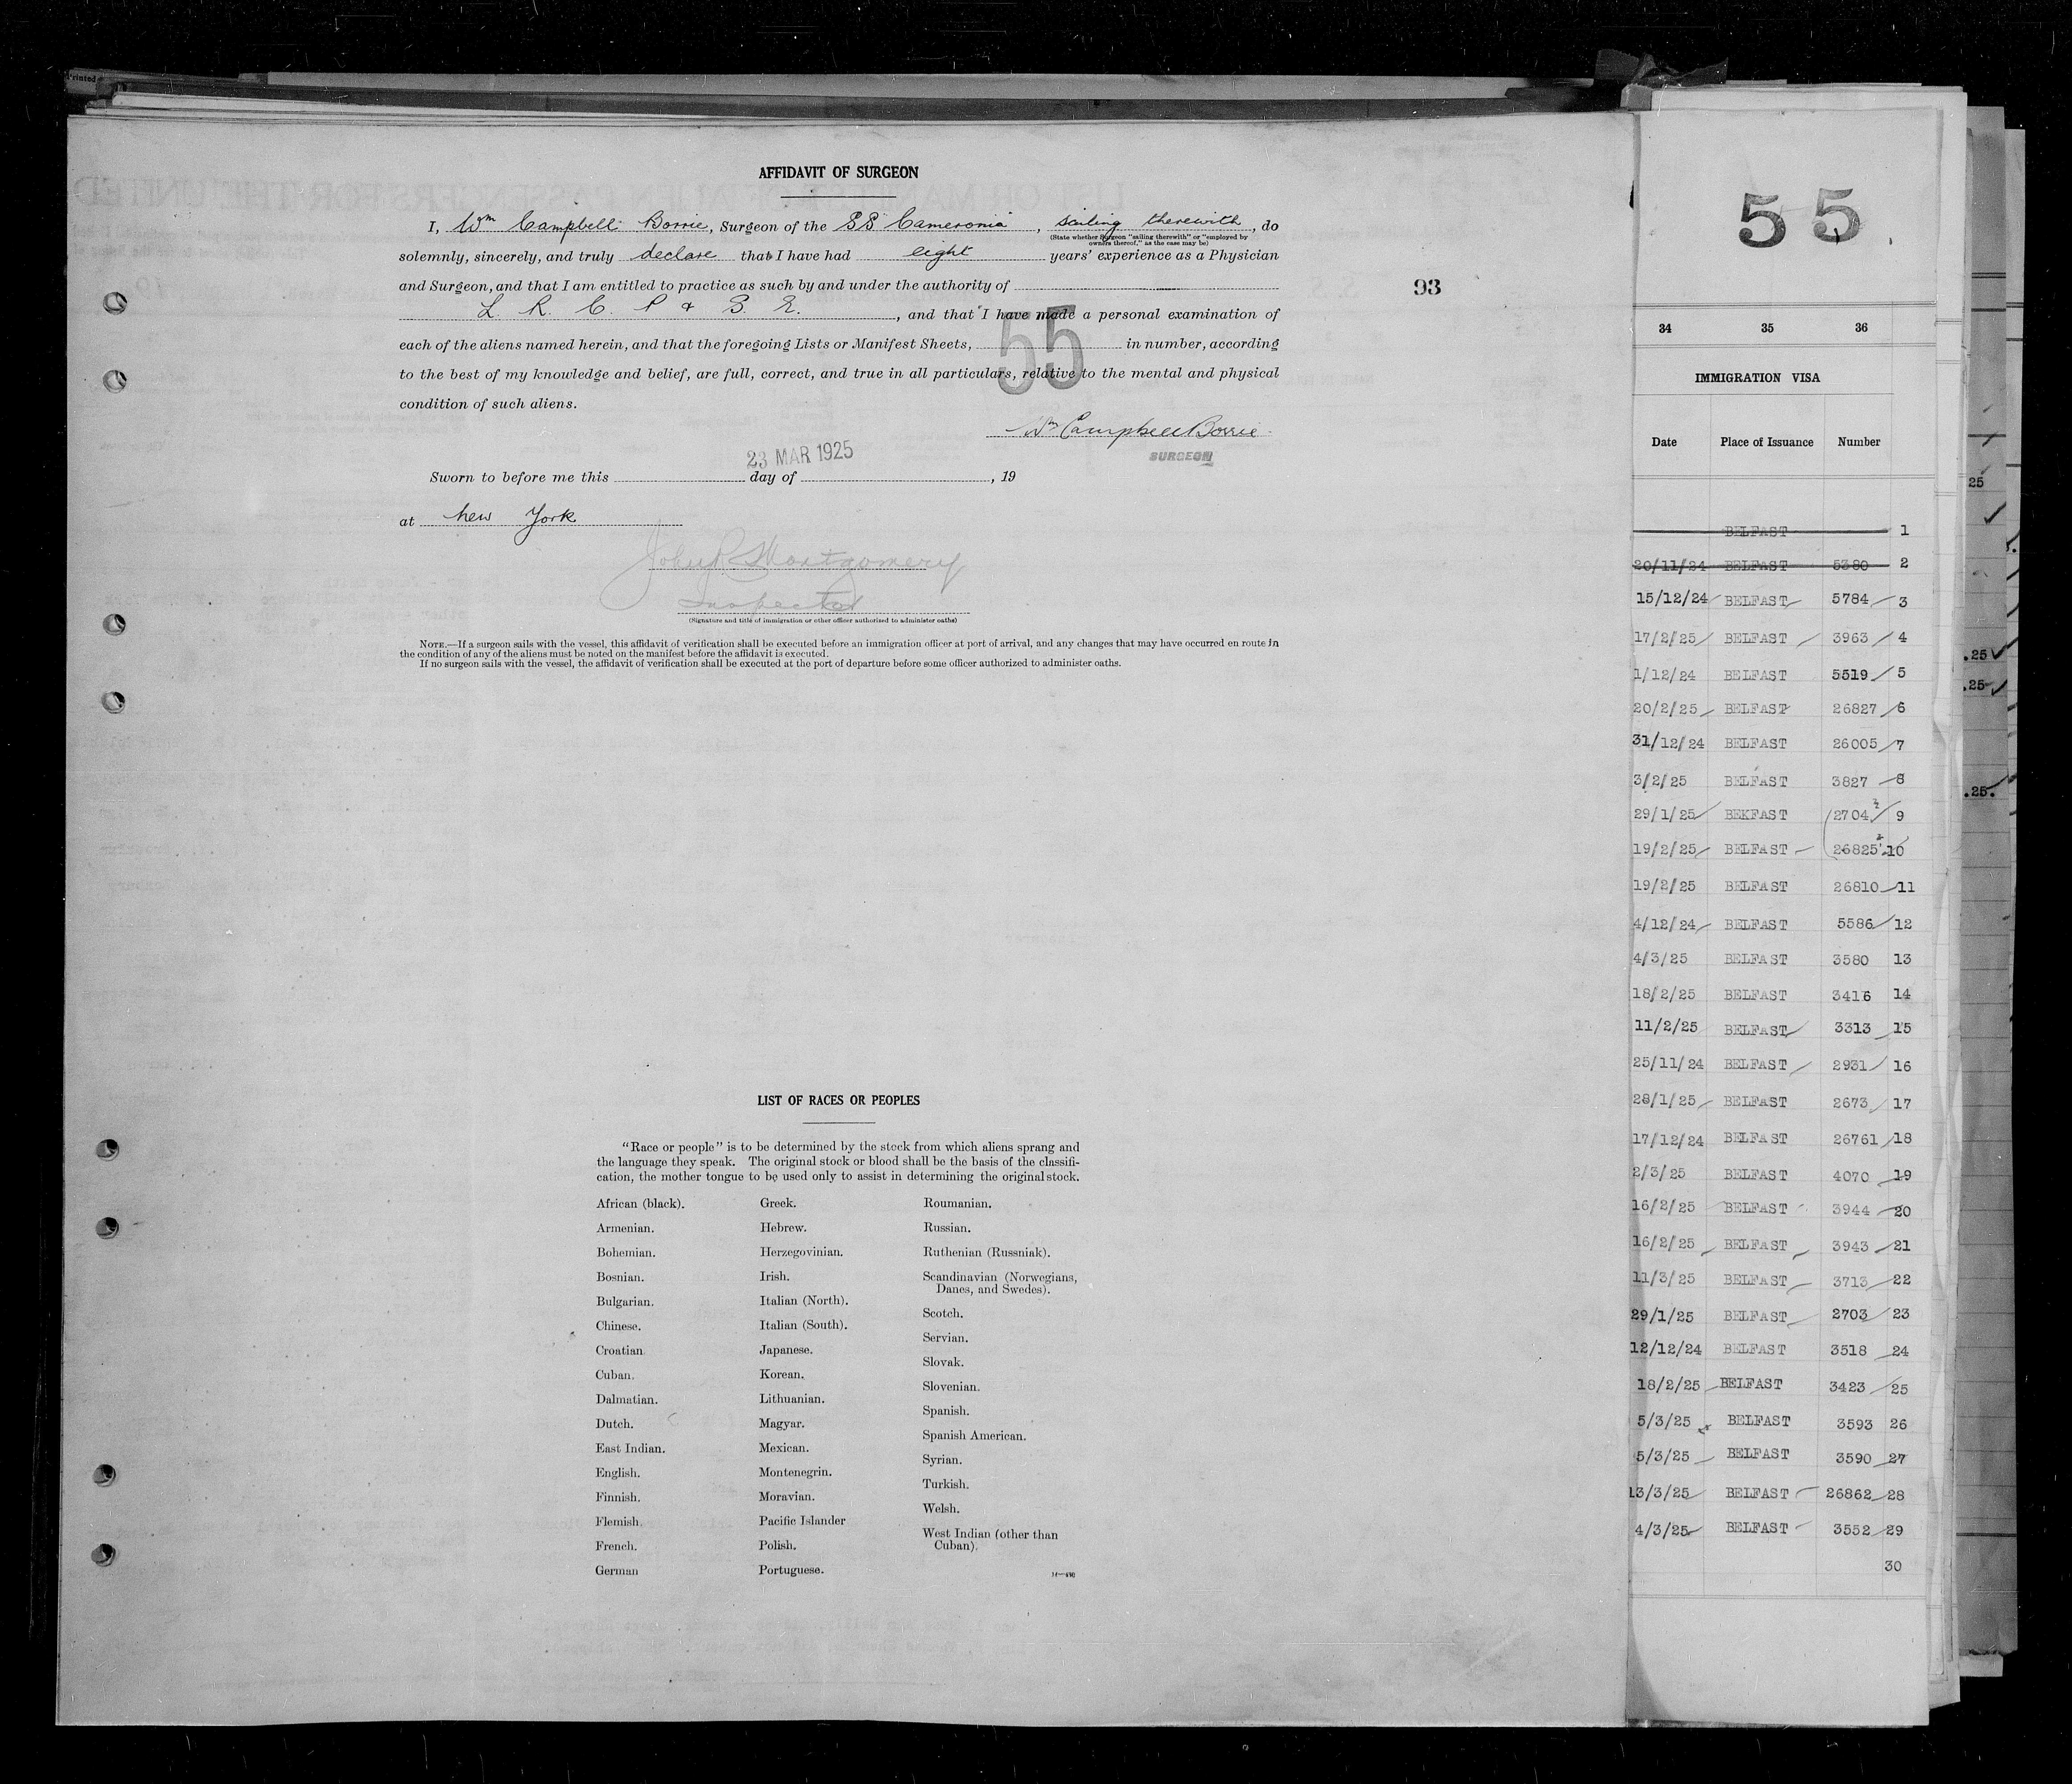 Printed
AFFIDAVIT OF SURGEON
I, Wm Campbell Borrie, Surgeon of the SS Cameronia, sailing therewith, do
(State whether Surgeon "sailing therewith" or "employed by
owners thereof," as the case may be)
solemnly, sincerely, and truly declare that I have had eight years' experience as a Physician
and Surgeon, and that I am entitled to practice as such by and under the authority of
L. R. C. P & S. E., and that I have made a personal examination of
each of the aliens named herein, and that the foregoing Lists or Manifest Sheets, 55 in number, according
to the best of my knowledge and belief, are full, correct, and true in all particulars, relative to the mental and physical
condition of such aliens.
Wm Campbell Borrie
SURGEON
23 MAR 1925
Sworn to before me this day of , 19
at New York
John R Montgomery
Inspector
(Signature and title of immigration or other officer authorized to administer oaths)
NOTE.—If a surgeon sails with the vessel, this affidavit of verification shall be executed before an immigration officer at port of arrival, and any changes that may have occurred en route in
the condition of any of the aliens must be noted on the manifest before the affidavit is executed.
If no surgeon sails with the vessel, the affidavit of verification shall be executed at the port of departure before some officer authorized to administer oaths.
93
LIST OF RACES OR PEOPLES
"Race or people" is to be determined by the stock from which aliens sprang and
the language they speak. The original stock or blood shall be the basis of the classifi-
cation, the mother tongue to be used only to assist in determining the original stock.
African (black).
Armenian.
Bohemian.
Bosnian.
Bulgarian.
Chinese.
Croatian
Cuban.
Dalmatian.
Dutch.
East Indian.
English.
Finnish.
Flemish.
French.
German
Greek.
Hebrew.
Herzegovinian.
Irish.
Italian (North).
Italian (South).
Japanese.
Korean.
Lithuanian.
Magyar.
Mexican.
Montenegrin.
Moravian.
Pacific Islander
Polish.
Portuguese.
Roumanian.
Russian.
Ruthenian (Russniak).
Scandinavian (Norwegians,
Danes, and Swedes).
Scotch.
Servian.
Slovak.
Slovenian.
Spanish.
Spanish American.
Syrian.
Turkish.
Welsh.
West Indian (other than
Cuban).
55
34 35 36
IMMIGRATION VISA
Date Place of Issuance Number
BELFAST 1
20/11/24 BELFAST 5380 2
15/12/24 BELFAST 5784 3
17/2/25 BELFAST 3963 4
1/12/24 BELFAST 5519 5
20/2/25 BELFAST 26827 6
31/12/24 BELFAST 26005 7
3/2/25 BELFAST 3827 8
29/1/25 BEKFAST 2704 9
19/2/25 BELFAST 26825 10
19/2/25 BELFAST 26810 11
4/12/24 BELFAST 5586 12
4/3/25 BELFAST 3580 13
18/2/25 BELFAST 3416 14
11/2/25 BELFAST 3313 15
25/11/24 BELFAST 2931 16
28/1/25 BELFAST 2673 17
17/12/24 BELFAST 26761 18
2/3/25 BELFAST 4070 19
16/2/25 BELFAST 3944 20
16/2/25 BELFAST 3943 21
11/3/25 BELFAST 3713 22
29/1/25 BELFAST 2703 23
12/12/24 BELFAST 3518 24
18/2/25 BELFAST 3423 25
5/3/25 BELFAST 3593 26
5/3/25 BELFAST 3590 27
13/3/25 BELFAST 26862 28
4/3/25 BELFAST 3552 29
30
25
.25
.25
.25.